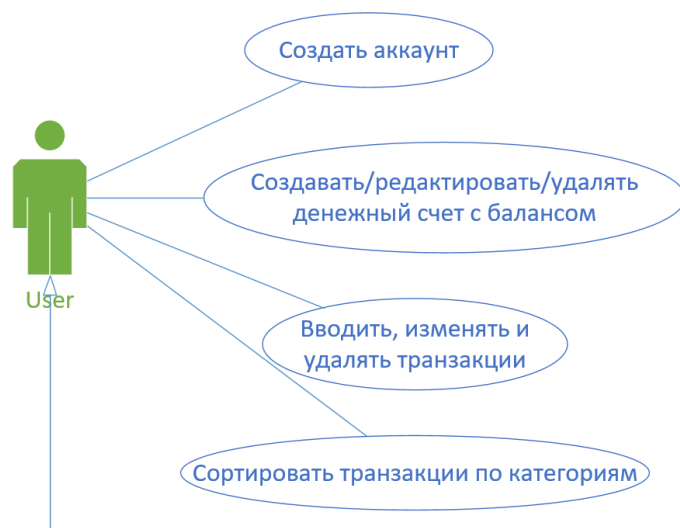 Создать аккаунт
Создавать/редактировать/удалять
денежный счет с балансом
User
Вводить, изменять и
удалять транзакции
Сортировать транзакции по категориям